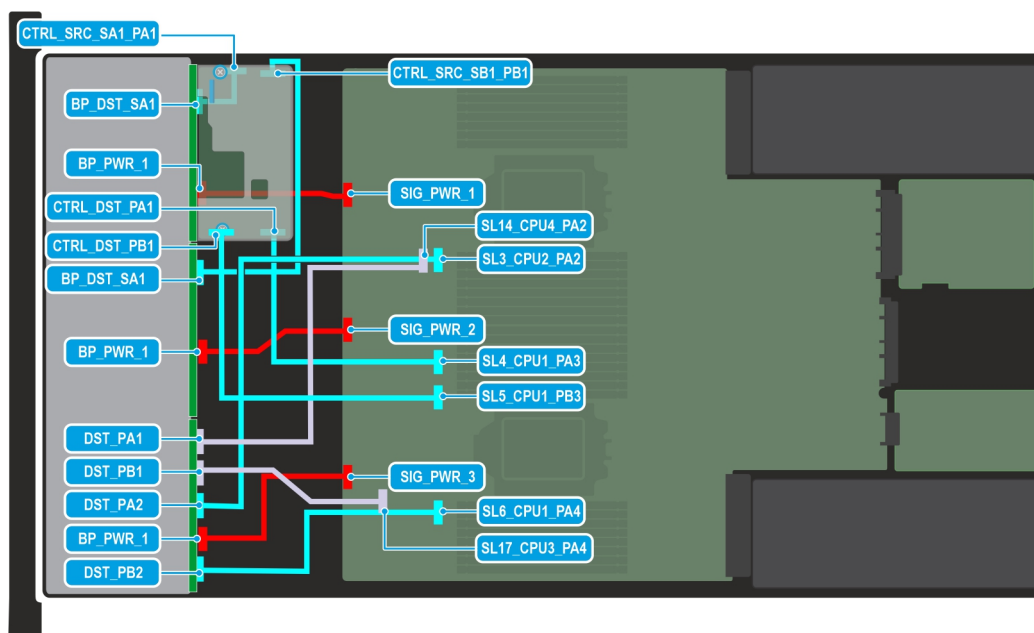 CTRL_SRC_SA1_PA1
CTRL_SRC_SB1_PB1
BP_DST_SA1
BP_PWR_1
SIG_PWR_1
CTRL_DST_PA1
SL14_CPU4_PA2
CTRL_DST_PB1
SL3_CPU2_PA2
BP_DST_SA1
SIG_PWR_2
BP_PWR_1
SL4_CPU1_PA3
SL5_CPU1_PB3
DST_PA1
DST_PB1
SIG_PWR_3
DST_PA2
SL6_CPU1_PA4
BP_PWR_1
SL17_CPU3_PA4
DST_PB2